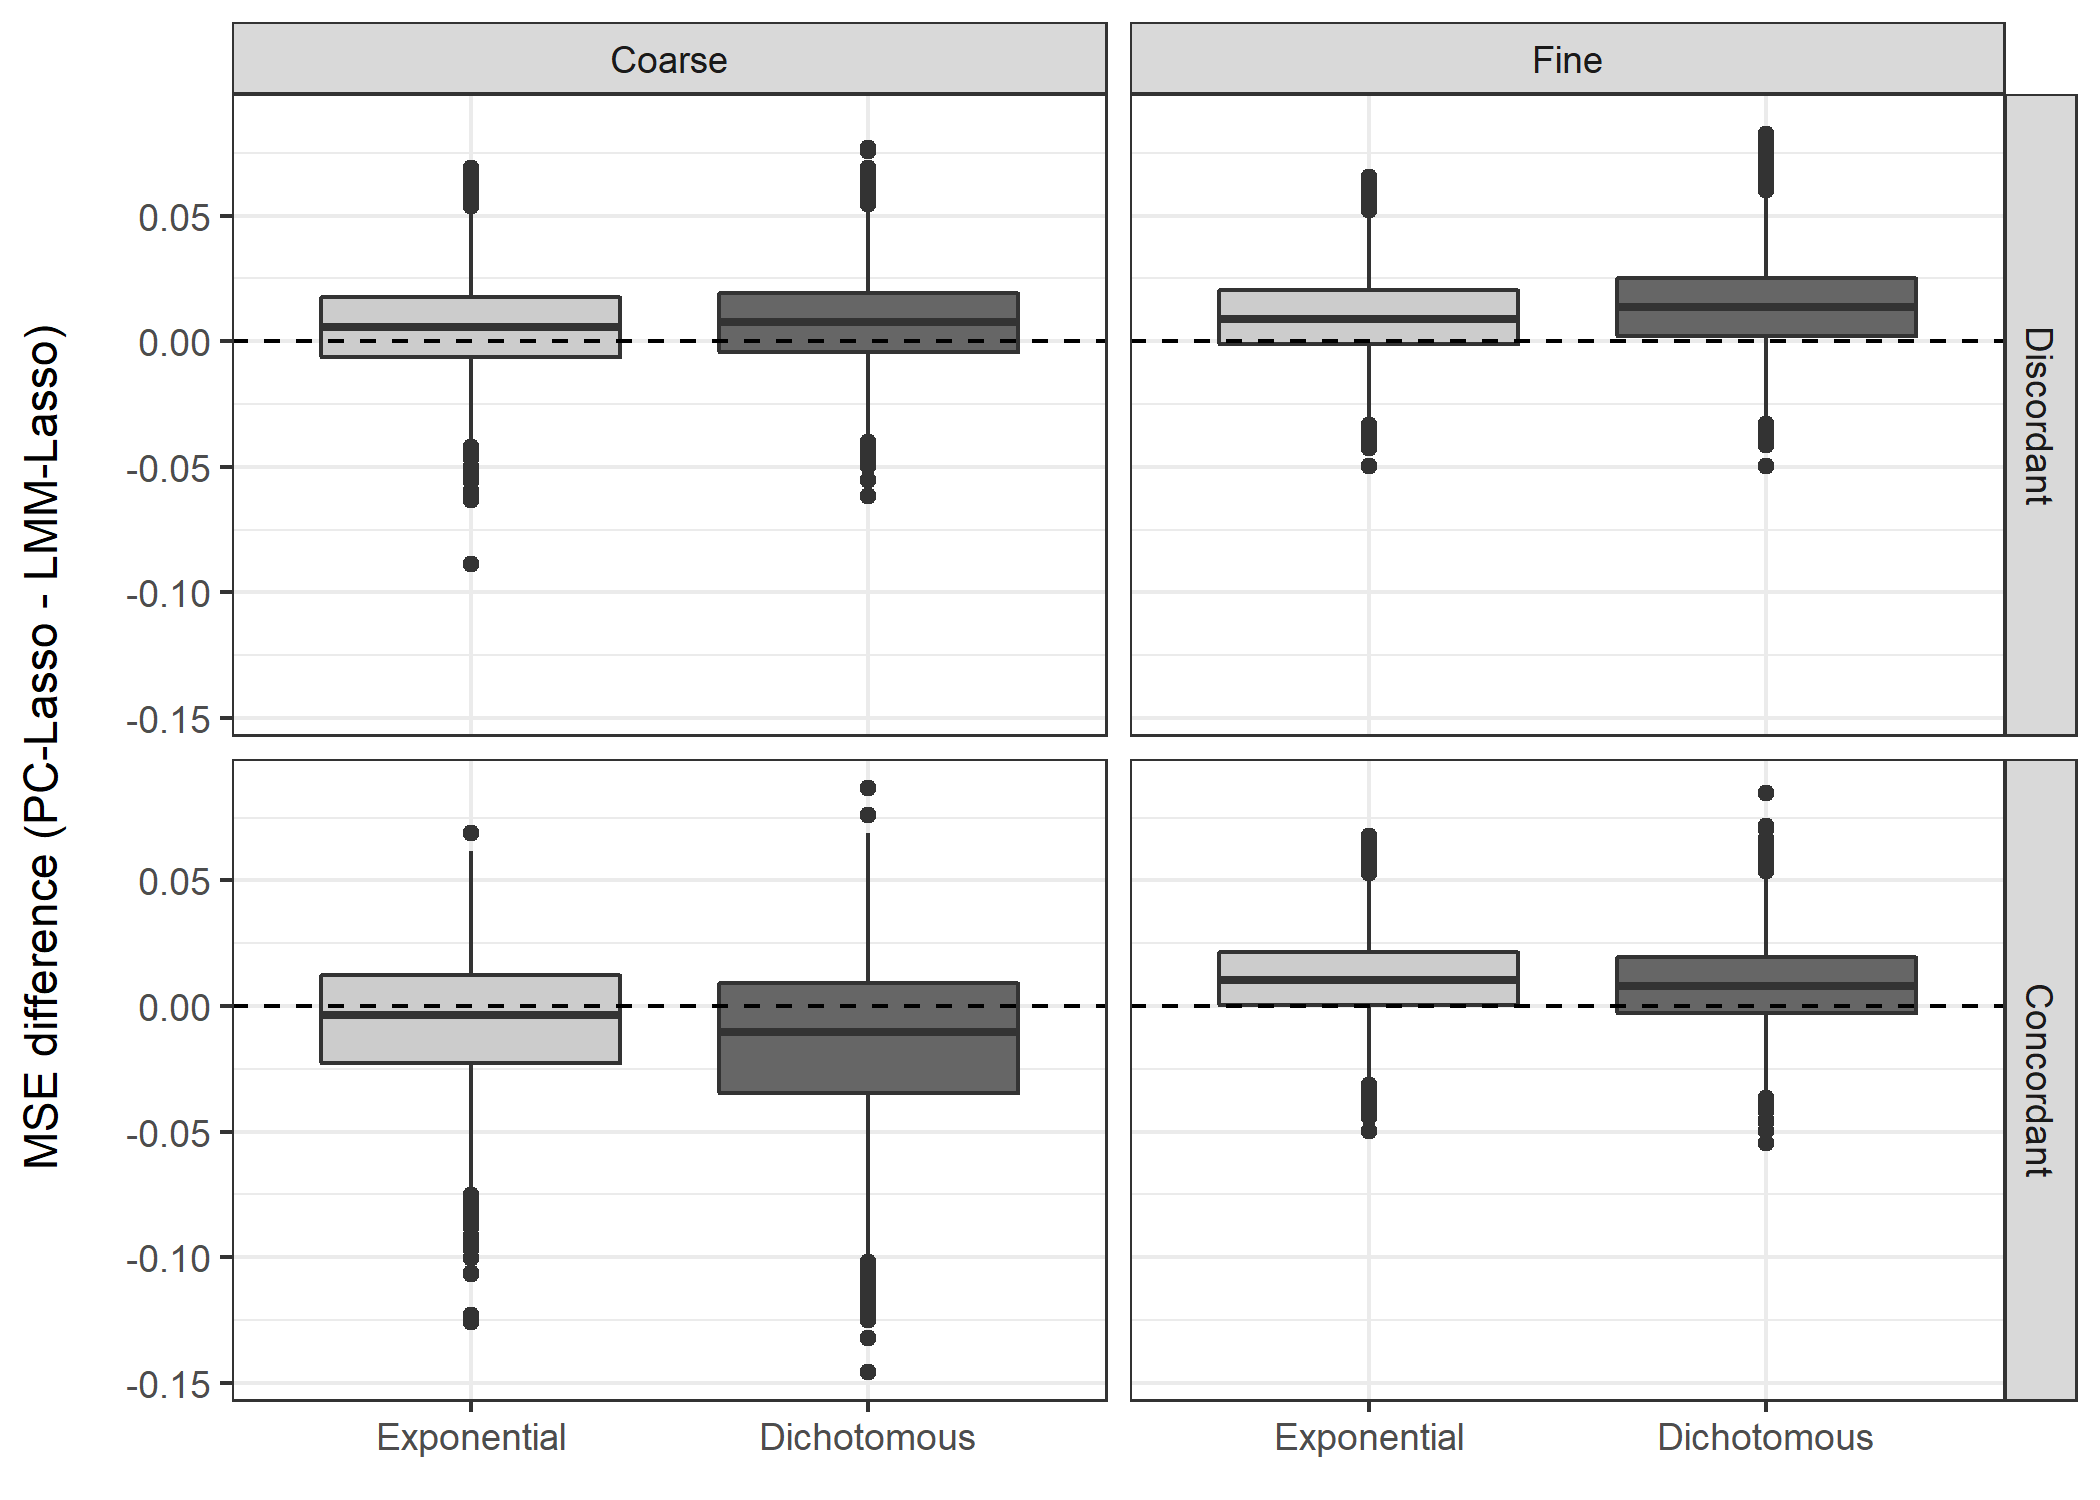 Coarse
Fine
MSE difference (PC-Lasso - LMM-Lasso)
0.05
0.00
-0.05
-0.10
-0.15
Discordant
0.05
0.00
-0.05
-0.10
-0.15
Concordant
Exponential
Dichotomous
Exponential
Dichotomous